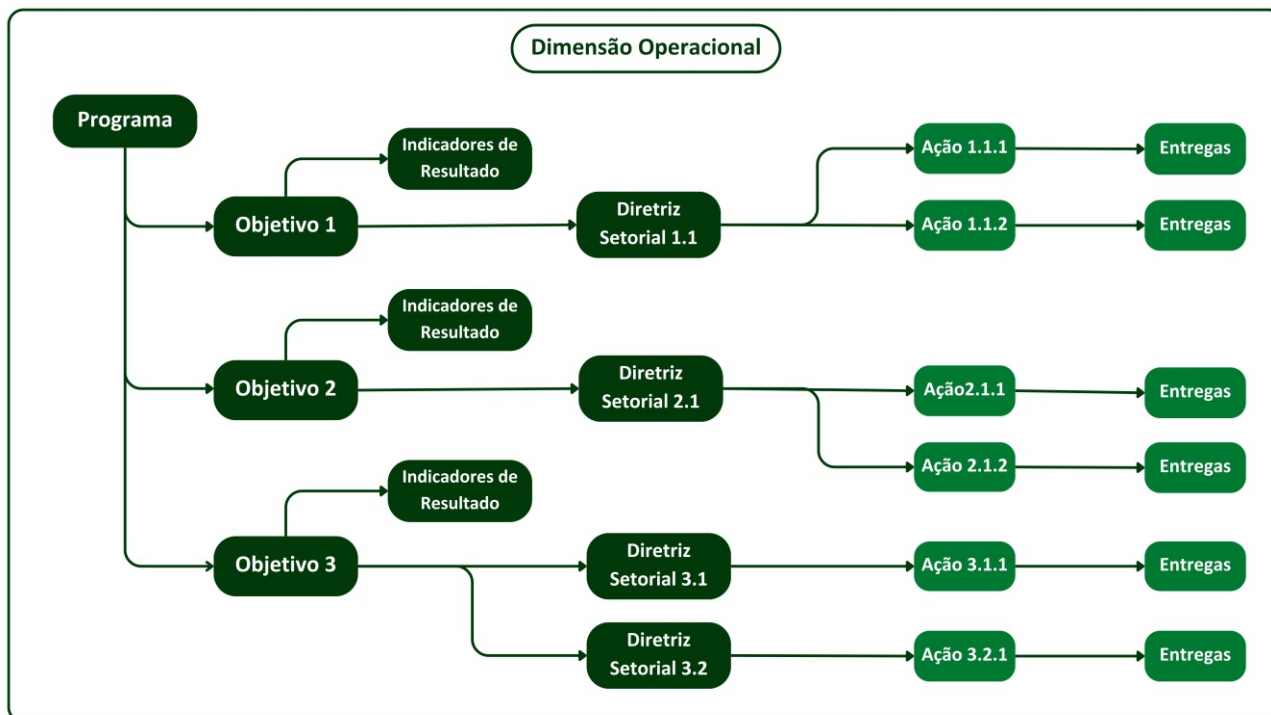 Dimensão Operacional
Programa
Indicadores de
Resultado
Objetivo 1
Diretriz
Setorial 1.1
Ação 1.1.1
Entregas
Ação 1.1.2
Entregas
Indicadores de
Resultado
Objetivo 2
Diretriz
Setorial 2.1
Ação2.1.1
Entregas
Ação 2.1.2
Entregas
Indicadores de
Resultado
Objetivo 3
Diretriz
Setorial 3.1
Ação 3.1.1
Entregas
Diretriz
Setorial 3.2
Ação 3.2.1
Entregas